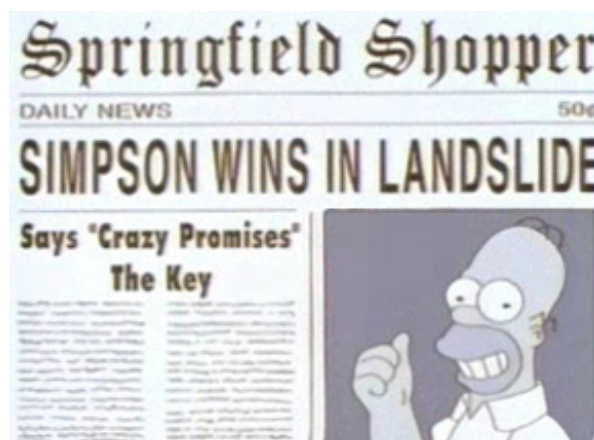 Springfield Shopper
DAILY NEWS 50¢
SIMPSON WINS IN LANDSLIDE
Says "Crazy Promises"
The Key